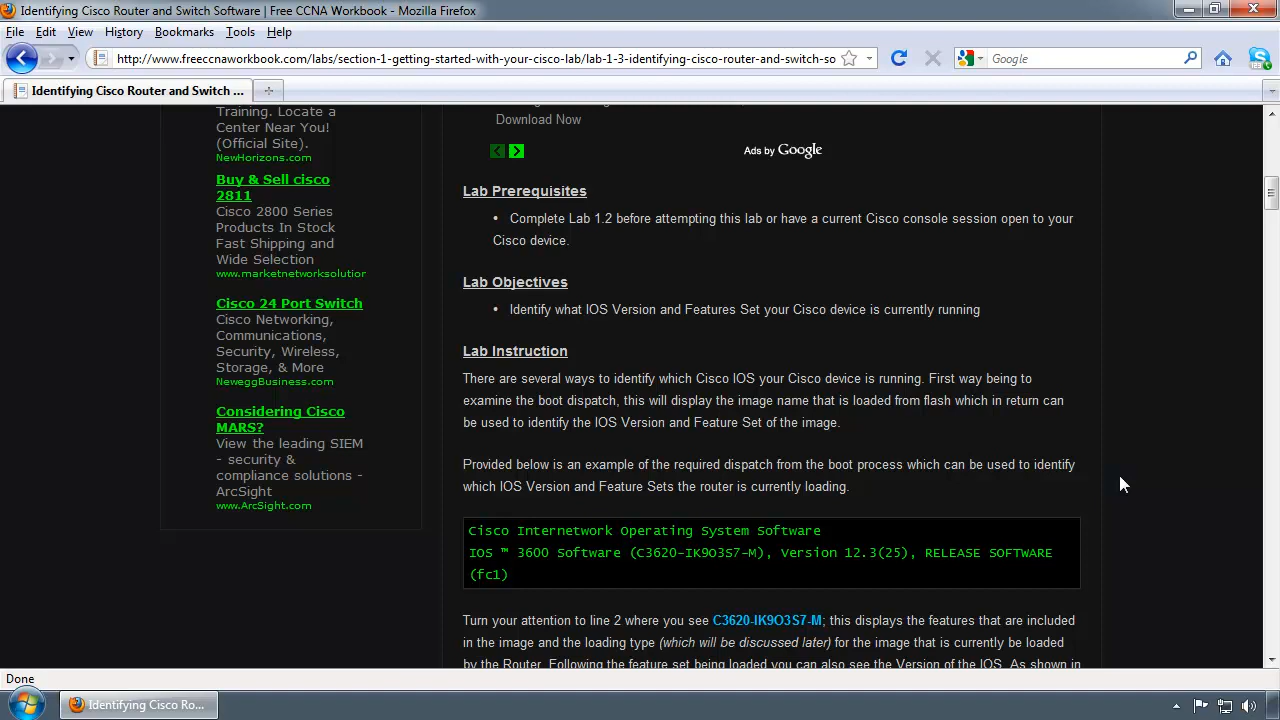 Identifying Cisco Router and Switch Software | Free CCNA Workbook - Mozilla Firefox
File Edit View History Bookmarks Tools Help
http://www.freeccnaworkbook.com/labs/section-1-getting-started-with-your-cisco-lab/lab-1-3-identifying-cisco-router-and-switch-so
Google
Identifying Cisco Router and Switch ...
Training. Locate a
Center Near You!
(Official Site).
NewHorizons.com
Buy & Sell cisco
2811
Cisco 2800 Series
Products In Stock
Fast Shipping and
Wide Selection
www.marketnetworksolution
Cisco 24 Port Switch
Cisco Networking,
Communications,
Security, Wireless,
Storage, & More
NeweggBusiness.com
Considering Cisco
MARS?
View the leading SIEM
- security &
compliance solutions -
ArcSight
www.ArcSight.com
Download Now
Ads by Google
Lab Prerequisites
• Complete Lab 1.2 before attempting this lab or have a current Cisco console session open to your
Cisco device.
Lab Objectives
• Identify what IOS Version and Features Set your Cisco device is currently running
Lab Instruction
There are several ways to identify which Cisco IOS your Cisco device is running. First way being to
examine the boot dispatch, this will display the image name that is loaded from flash which in return can
be used to identify the IOS Version and Feature Set of the image.
Provided below is an example of the required dispatch from the boot process which can be used to identify
which IOS Version and Feature Sets the router is currently loading.
Cisco Internetwork Operating System Software
IOS ™ 3600 Software (C3620-IK9O3S7-M), Version 12.3(25), RELEASE SOFTWARE
(fc1)
Turn your attention to line 2 where you see C3620-IK9O3S7-M; this displays the features that are included
in the image and the loading type (which will be discussed later) for the image that is currently be loaded
by the Router. Following the feature set being loaded you can also see the Version of the IOS. As shown in
Done
Identifying Cisco Ro...